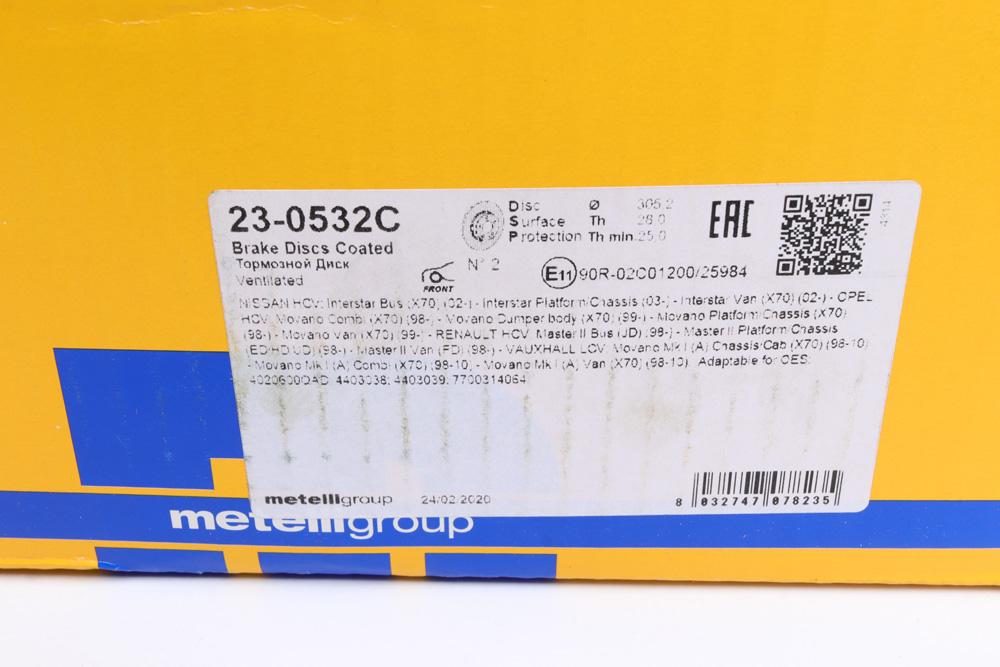 23-0532C
Brake Discs Coated
Тормозной Диск
Ventilated
Disc
Surface
Protection
Ø 305.2
Th 28.0
Th min. 25.0
N° 2
FRONT
EAC
4314
E11 90R-02C01200/25984
NISSAN HCV: Interstar Bus (X70) (02-) - Interstar Platform/Chassis (03-) - Interstar Van (X70) (02-) - OPEL
HCV: Movano Combi (X70) (98-) - Movano Dumper body (X70) (99-) - Movano Platform/Chassis (X70)
(98-) - Movano Van (X70) (99-) - RENAULT HCV: Master II Bus (JD) (98-) - Master II Platform/Chassis
(ED/HD/UD) (98-) - Master II Van (FD) (98-) - VAUXHALL LCV: Movano Mk I (A) Chassis/Cab (X70) (98-10)
- Movano Mk I (A) Combi (X70) (98-10) - Movano Mk I (A) Van (X70) (98-10). Adaptable for OES:
4020600QAD; 4403038; 4403039; 7700314064
metelligroup 24/02/2020
8 032747 078235
metelligroup